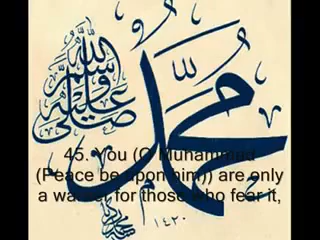 صلى الله عليه وسلم
محمد
45. You (O Muhammad
(Peace be upon him)) are only
a warner for those who fear it,
١٤٢٠